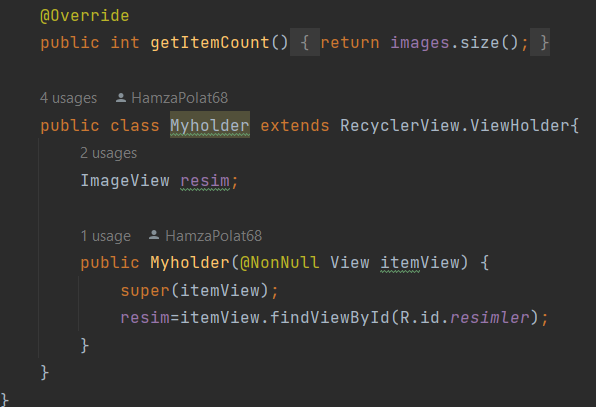 @Override
public int getItemCount() { return images.size(); }
4 usages HamzaPolat68
public class Myholder extends RecyclerView.ViewHolder{
2 usages
ImageView resim;
1 usage HamzaPolat68
public Myholder(@NonNull View itemView) {
super(itemView);
resim=itemView.findViewById(R.id.resimler);
}
}
}